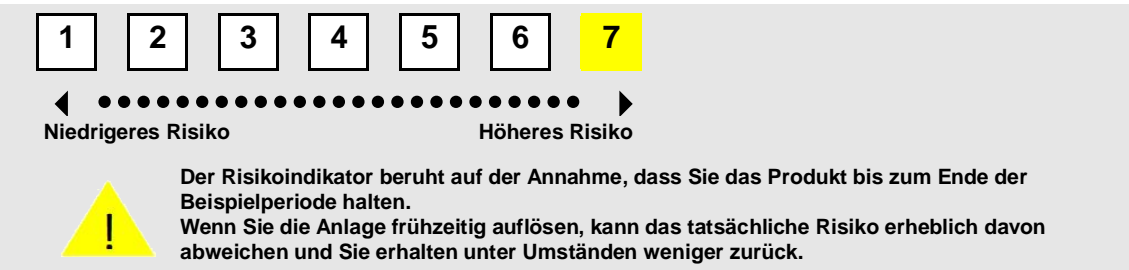 1 2 3 4 5 6 7
Niedrigeres Risiko Höheres Risiko
!
Der Risikoindikator beruht auf der Annahme, dass Sie das Produkt bis zum Ende der
Beispielperiode halten.
Wenn Sie die Anlage frühzeitig auflösen, kann das tatsächliche Risiko erheblich davon
abweichen und Sie erhalten unter Umständen weniger zurück.